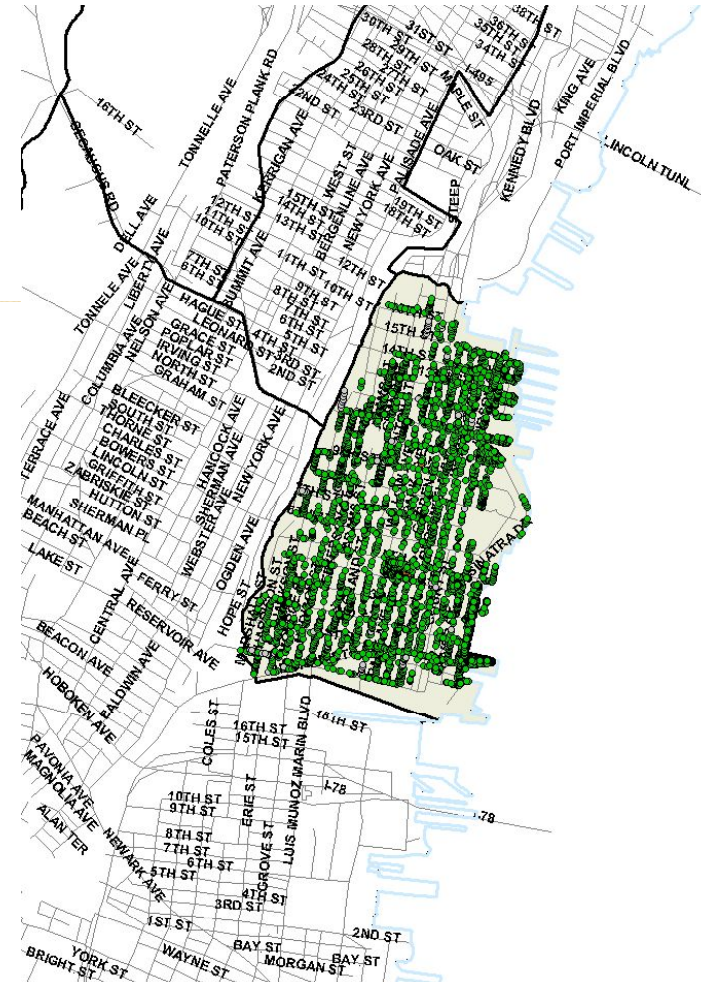 38TH ST
36TH ST
35TH ST
34TH ST
30TH ST
31ST ST
29TH ST
28TH ST
27TH ST
26TH ST
25TH ST
24TH ST
23RD ST
I-495
MAPLE ST
KING AVE
PORT IMPERIAL BLVD
KENNEDY BLVD
LINCOLN TUNL
16TH ST
SECAUCUS RD
TONNELLE AVE
PATERSON PLANK RD
KERRIGAN AVE
WEST ST
BERGENLINE AVE
NEW YORK AVE
PALISADE AVE
OAK ST
STEEP
19TH ST
18TH ST
15TH ST
14TH ST
13TH ST
12TH ST
11TH ST
10TH ST
DELL AVE
LIBERTY AVE
TONNELE AVE
7TH ST
6TH ST
SUMMIT AVE
11TH ST
12TH ST
10TH ST
9TH ST
8TH ST
7TH ST
6TH ST
5TH ST
4TH ST
3RD ST
2ND ST
NELSON AVE
COLUMBIA AVE
HAGUE ST
LEONARD ST
GRACE ST
POPLAR ST
IRVING ST
NORTH ST
GRAHAM ST
15TH ST
14TH ST
TERRACE AVE
BLEECKER ST
SOUTH ST
THORNE ST
CHARLES ST
BOWERS ST
LINCOLN ST
GRIFFITH ST
ZABRISKIE ST
HUTTON ST
SHERMAN PL
HANCOCK AVE
SHERMAN AVE
WEBSTER AVE
NEW YORK AVE
MANHATTAN AVE
BEACH ST
LAKE ST
OGDEN AVE
HOPE ST
FERRY ST
RESERVOIR AVE
CENTRAL AVE
BEACON AVE
HOBOKEN AVE
BALDWIN AVE
PAVONIA AVE
MAGNOLIA AVE
ALAN TER
NEWARK AVE
COLES ST
16TH ST
15TH ST
16TH ST
ERIE ST
GROVE ST
LUIS MUNOZ MARIN BLVD
I-78
I-78
10TH ST
9TH ST
8TH ST
7TH ST
6TH ST
5TH ST
4TH ST
3RD ST
1ST ST
2ND ST
BAY ST
BAY ST
MORGAN ST
WAYNE ST
YORK ST
BRIGHT ST